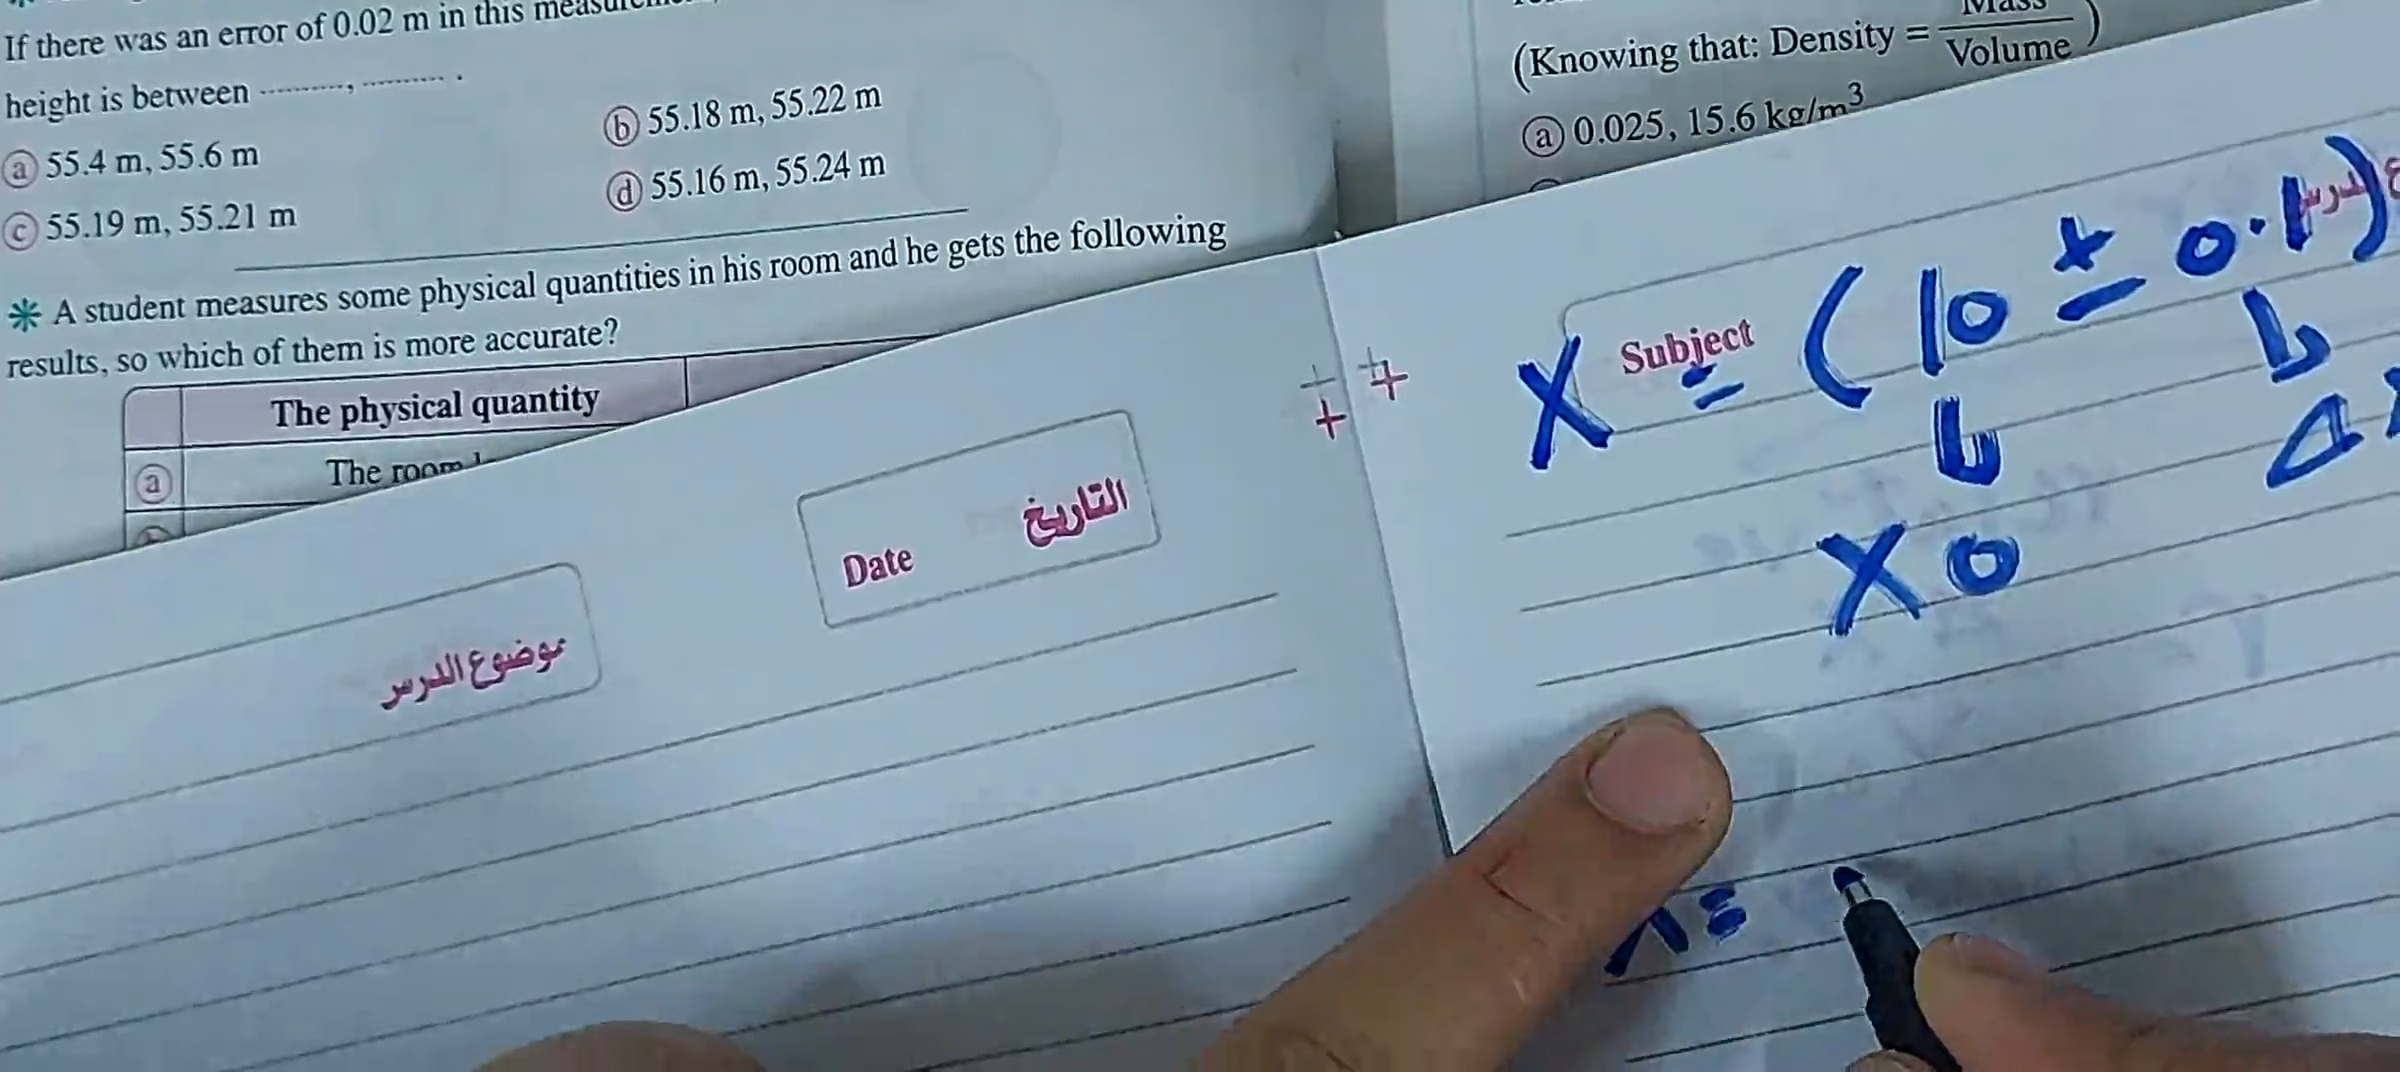 If there was an error of 0.02 m in this
height is between .........., .......... .
a 55.4 m, 55.6 m
b 55.18 m, 55.22 m
c 55.19 m, 55.21 m
d 55.16 m, 55.24 m
* A student measures some physical quantities in his room and he gets the following
results, so which of them is more accurate?
The physical quantity
a The room
(Knowing that: Density = Mass / Volume)
a 0.025, 15.6 kg/m³
Subject
X = (10 ± 0.1)
X0
Date
التاريخ
موضوع الدرس